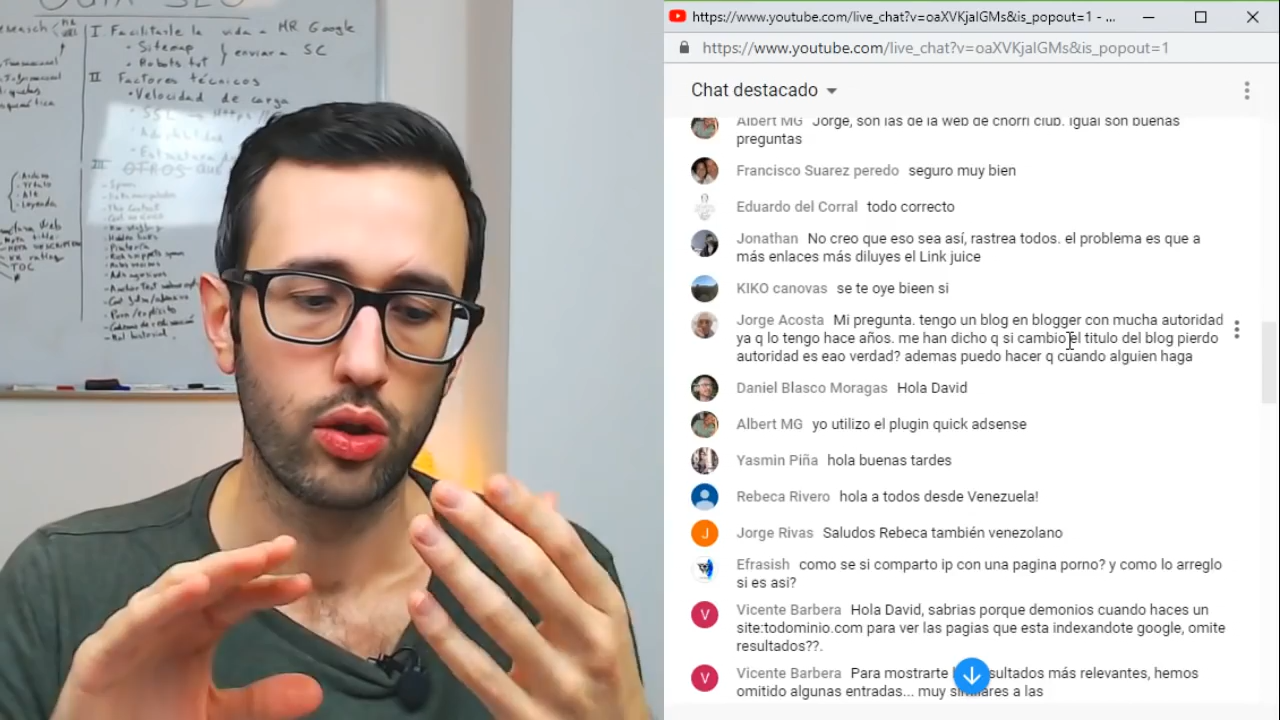 GUIA SEO
I Facilitarle la vida a MR Google
• Sitemap
• Robots.txt } y enviar a SC
II Factores técnicos
• Velocidad de carga
• SSL → Https
III OTROS QUE
https://www.youtube.com/live_chat?v=oaXVKjaIGMs&is_popout=1 - ...
https://www.youtube.com/live_chat?v=oaXVKjaIGMs&is_popout=1
Chat destacado
Albert MG Jorge, son las de la web de chorri club. igual son buenas
preguntas
Francisco Suarez peredo seguro muy bien
Eduardo del Corral todo correcto
Jonathan No creo que eso sea así, rastrea todos. el problema es que a
más enlaces más diluyes el Link juice
KIKO canovas se te oye bieen si
Jorge Acosta Mi pregunta. tengo un blog en blogger con mucha autoridad
ya q lo tengo hace años. me han dicho q si cambio el titulo del blog pierdo
autoridad es eao verdad? ademas puedo hacer q cuando alguien haga
Daniel Blasco Moragas Hola David
Albert MG yo utilizo el plugin quick adsense
Yasmin Piña hola buenas tardes
Rebeca Rivero hola a todos desde Venezuela!
J Jorge Rivas Saludos Rebeca también venezolano
Efrasish como se si comparto ip con una pagina porno? y como lo arreglo
si es asi?
V Vicente Barbera Hola David, sabrias porque demonios cuando haces un
site:todominio.com para ver las pagias que esta indexandote google, omite
resultados??.
V Vicente Barbera Para mostrarte sultados más relevantes, hemos
omitido algunas entradas... muy similares a las